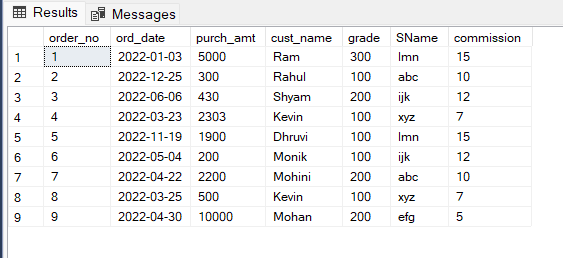 Results Messages
order_no ord_date purch_amt cust_name grade SName commission
1 1 2022-01-03 5000 Ram 300 lmn 15
2 2 2022-12-25 300 Rahul 100 abc 10
3 3 2022-06-06 430 Shyam 200 ijk 12
4 4 2022-03-23 2303 Kevin 100 xyz 7
5 5 2022-11-19 1900 Dhruvi 100 lmn 15
6 6 2022-05-04 200 Monik 100 ijk 12
7 7 2022-04-22 2200 Mohini 200 abc 10
8 8 2022-03-25 500 Kevin 100 xyz 7
9 9 2022-04-30 10000 Mohan 200 efg 5